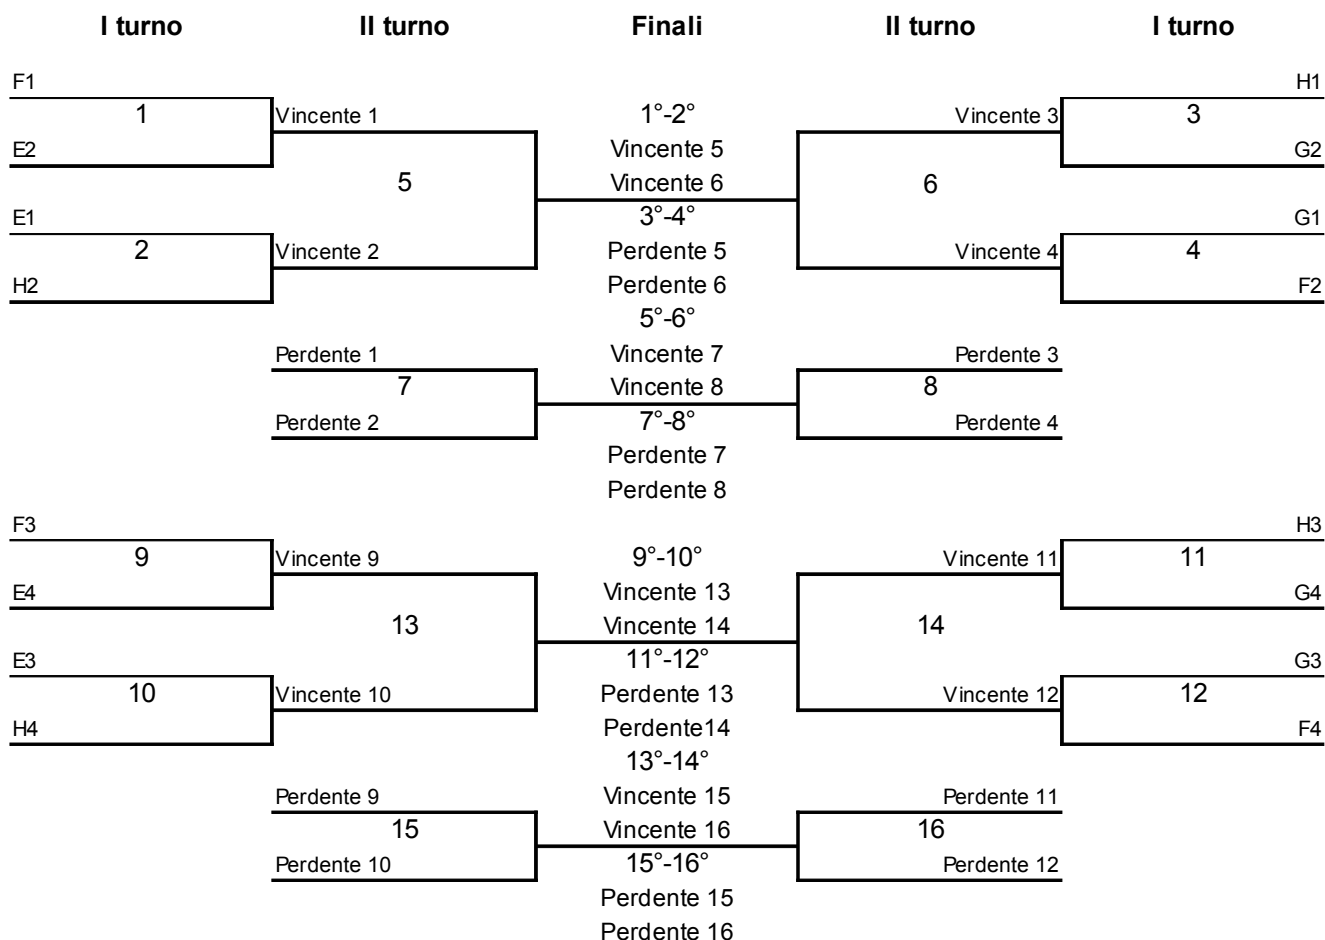 I turno II turno Finali II turno I turno
F1 H1
1 Vincente 1 1°-2° Vincente 3 3
E2 Vincente 5 G2
5 Vincente 6 6
E1 3°-4° G1
2 Vincente 2 Perdente 5 Vincente 4 4
H2 Perdente 6 F2
5°-6°
Perdente 1 Vincente 7 Perdente 3
7 Vincente 8 8
Perdente 2 7°-8° Perdente 4
Perdente 7
Perdente 8
F3 H3
9 Vincente 9 9°-10° Vincente 11 11
E4 Vincente 13 G4
13 Vincente 14 14
E3 11°-12° G3
10 Vincente 10 Perdente 13 Vincente 12 12
H4 Perdente14 F4
13°-14°
Perdente 9 Vincente 15 Perdente 11
15 Vincente 16 16
Perdente 10 15°-16° Perdente 12
Perdente 15
Perdente 16